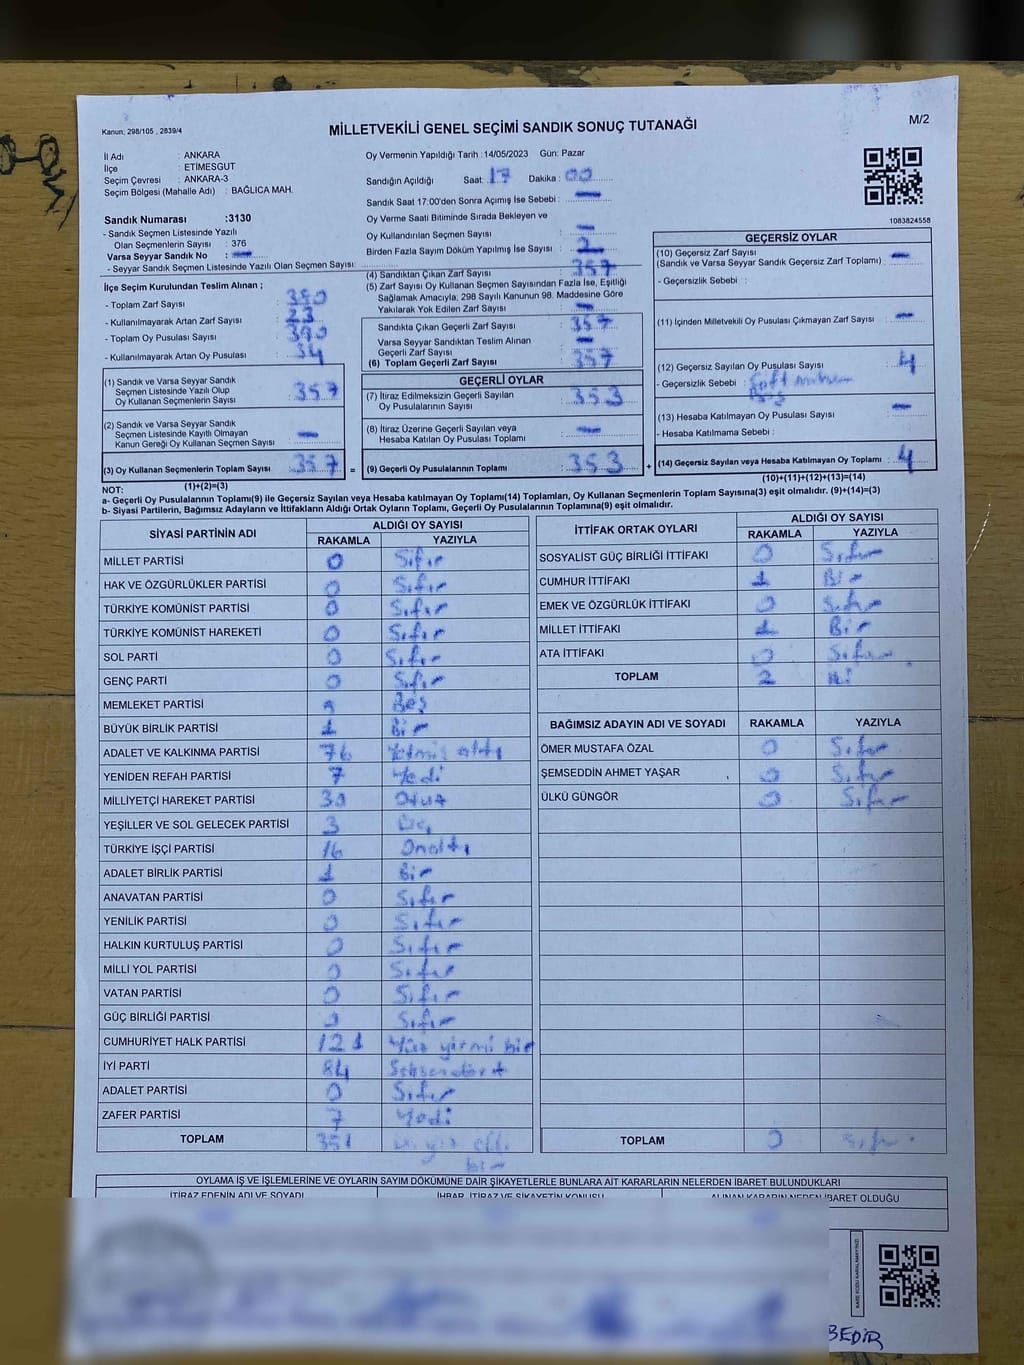 Kanun; 298/105 , 2839/4
MİLLETVEKİLİ GENEL SEÇİMİ SANDIK SONUÇ TUTANAĞI
M/2
İl Adı : ANKARA
İlçe : ETİMESGUT
Seçim Çevresi : ANKARA-3
Seçim Bölgesi (Mahalle Adı) : BAĞLICA MAH.
Sandık Numarası :3130
- Sandık Seçmen Listesinde Yazılı
Olan Seçmenlerin Sayısı : 376
Varsa Seyyar Sandık No : —
- Seyyar Sandık Seçmen Listesinde Yazılı Olan Seçmen Sayısı:
Oy Vermenin Yapıldığı Tarih :14/05/2023 Gün: Pazar
Sandığın Açıldığı Saat: 17 Dakika : 00
Sandık Saat 17:00'den Sonra Açımış İse Sebebi : —
Oy Verme Saati Bitiminde Sırada Bekleyen ve
Oy Kullandırılan Seçmen Sayısı : —
Birden Fazla Sayım Döküm Yapılmış İse Sayısı : 2
1083824558
İlçe Seçim Kurulundan Teslim Alınan ;
- Toplam Zarf Sayısı : 380
- Kullanılmayarak Artan Zarf Sayısı : 23
- Toplam Oy Pusulası Sayısı : 390
- Kullanılmayarak Artan Oy Pusulası : 34
(1) Sandık ve Varsa Seyyar Sandık
Seçmen Listesinde Yazılı Olup
Oy Kullanan Seçmenlerin Sayısı : 357
(2) Sandık ve Varsa Seyyar Sandık
Seçmen Listesinde Kayıtlı Olmayan
Kanun Gereği Oy Kullanan Seçmen Sayısı : —
(3) Oy Kullanan Seçmenlerin Toplam Sayısı : 357
(1)+(2)=(3)
(4) Sandıktan Çıkan Zarf Sayısı : 357
(5) Zarf Sayısı Oy Kullanan Seçmen Sayısından Fazla İse, Eşitliği
Sağlamak Amacıyla; 298 Sayılı Kanunun 98. Maddesine Göre
Yakılarak Yok Edilen Zarf Sayısı : —
Sandıkta Çıkan Geçerli Zarf Sayısı : 357
Varsa Seyyar Sandıktan Teslim Alınan
Geçerli Zarf Sayısı : —
(6) Toplam Geçerli Zarf Sayısı : 357
GEÇERLİ OYLAR
(7) İtiraz Edilmeksizin Geçerli Sayılan
Oy Pusulalarının Sayısı : 353
(8) İtiraz Üzerine Geçerli Sayılan veya
Hesaba Katılan Oy Pusulası Toplamı : —
= (9) Geçerli Oy Pusulalarının Toplamı : 353 +
GEÇERSİZ OYLAR
(10) Geçersiz Zarf Sayısı : —
(Sandık ve Varsa Seyyar Sandık Geçersiz Zarf Toplamı)
- Geçersizlik Sebebi :
(11) İçinden Milletvekili Oy Pusulası Çıkmayan Zarf Sayısı : —
(12) Geçersiz Sayılan Oy Pusulası Sayısı : 4
- Geçersizlik Sebebi : Çift mühür
Boş
(13) Hesaba Katılmayan Oy Pusulası Sayısı : —
- Hesaba Katılmama Sebebi :
(14) Geçersiz Sayılan veya Hesaba Katılmayan Oy Toplamı : 4
(10)+(11)+(12)+(13)=(14)
NOT:
a- Geçerli Oy Pusulalarının Toplamı(9) ile Geçersiz Sayılan veya Hesaba katılmayan Oy Toplamı(14) Toplamları, Oy Kullanan Seçmenlerin Toplam Sayısına(3) eşit olmalıdır. (9)+(14)=(3)
b- Siyasi Partilerin, Bağımsız Adayların ve İttifakların Aldığı Ortak Oyların Toplamı, Geçerli Oy Pusulalarının Toplamına(9) eşit olmalıdır.
SİYASİ PARTİNİN ADI ALDIĞI OY SAYISI
RAKAMLA YAZIYLA
MİLLET PARTİSİ 0 Sıfır
HAK VE ÖZGÜRLÜKLER PARTİSİ 0 Sıfır
TÜRKİYE KOMÜNİST PARTİSİ 0 Sıfır
TÜRKİYE KOMÜNİST HAREKETİ 0 Sıfır
SOL PARTİ 0 Sıfır
GENÇ PARTİ 0 Sıfır
MEMLEKET PARTİSİ 5 Beş
BÜYÜK BİRLİK PARTİSİ 1 Bir
ADALET VE KALKINMA PARTİSİ 76 Yetmiş altı
YENİDEN REFAH PARTİSİ 7 Yedi
MİLLİYETÇİ HAREKET PARTİSİ 30 Otuz
YEŞİLLER VE SOL GELECEK PARTİSİ 3 Üç
TÜRKİYE İŞÇİ PARTİSİ 16 Onaltı
ADALET BİRLİK PARTİSİ 1 Bir
ANAVATAN PARTİSİ 0 Sıfır
YENİLİK PARTİSİ 0 Sıfır
HALKIN KURTULUŞ PARTİSİ 0 Sıfır
MİLLİ YOL PARTİSİ 0 Sıfır
VATAN PARTİSİ 0 Sıfır
GÜÇ BİRLİĞİ PARTİSİ 0 Sıfır
CUMHURİYET HALK PARTİSİ 121 Yüz yirmi bir
İYİ PARTİ 84 Seksendört
ADALET PARTİSİ 0 Sıfır
ZAFER PARTİSİ 7 Yedi
TOPLAM 351 Üç yüz elli
bir
İTTİFAK ORTAK OYLARI ALDIĞI OY SAYISI
RAKAMLA YAZIYLA
SOSYALİST GÜÇ BİRLİĞİ İTTİFAKI 0 Sıfır
CUMHUR İTTİFAKI 1 Bir
EMEK VE ÖZGÜRLÜK İTTİFAKI 0 Sıfır
MİLLET İTTİFAKI 1 Bir
ATA İTTİFAKI 0 Sıfır
TOPLAM 2 iki
BAĞIMSIZ ADAYIN ADI VE SOYADI RAKAMLA YAZIYLA
ÖMER MUSTAFA ÖZAL 0 Sıfır
ŞEMSEDDİN AHMET YAŞAR 0 Sıfır
ÜLKÜ GÜNGÖR 0 Sıfır
TOPLAM 0 Sıfır
OYLAMA İŞ VE İŞLEMLERİNE VE OYLARIN SAYIM DÖKÜMÜNE DAİR ŞİKAYETLERLE BUNLARA AİT KARARLARIN NELERDEN İBARET BULUNDUKLARI
İTİRAZ EDENİN ADI VE SOYADI İHBAR, İTİRAZ VE ŞİKAYETİN KONUSU ALINAN KARARIN NEDEN İBARET OLDUĞU
BEDİR